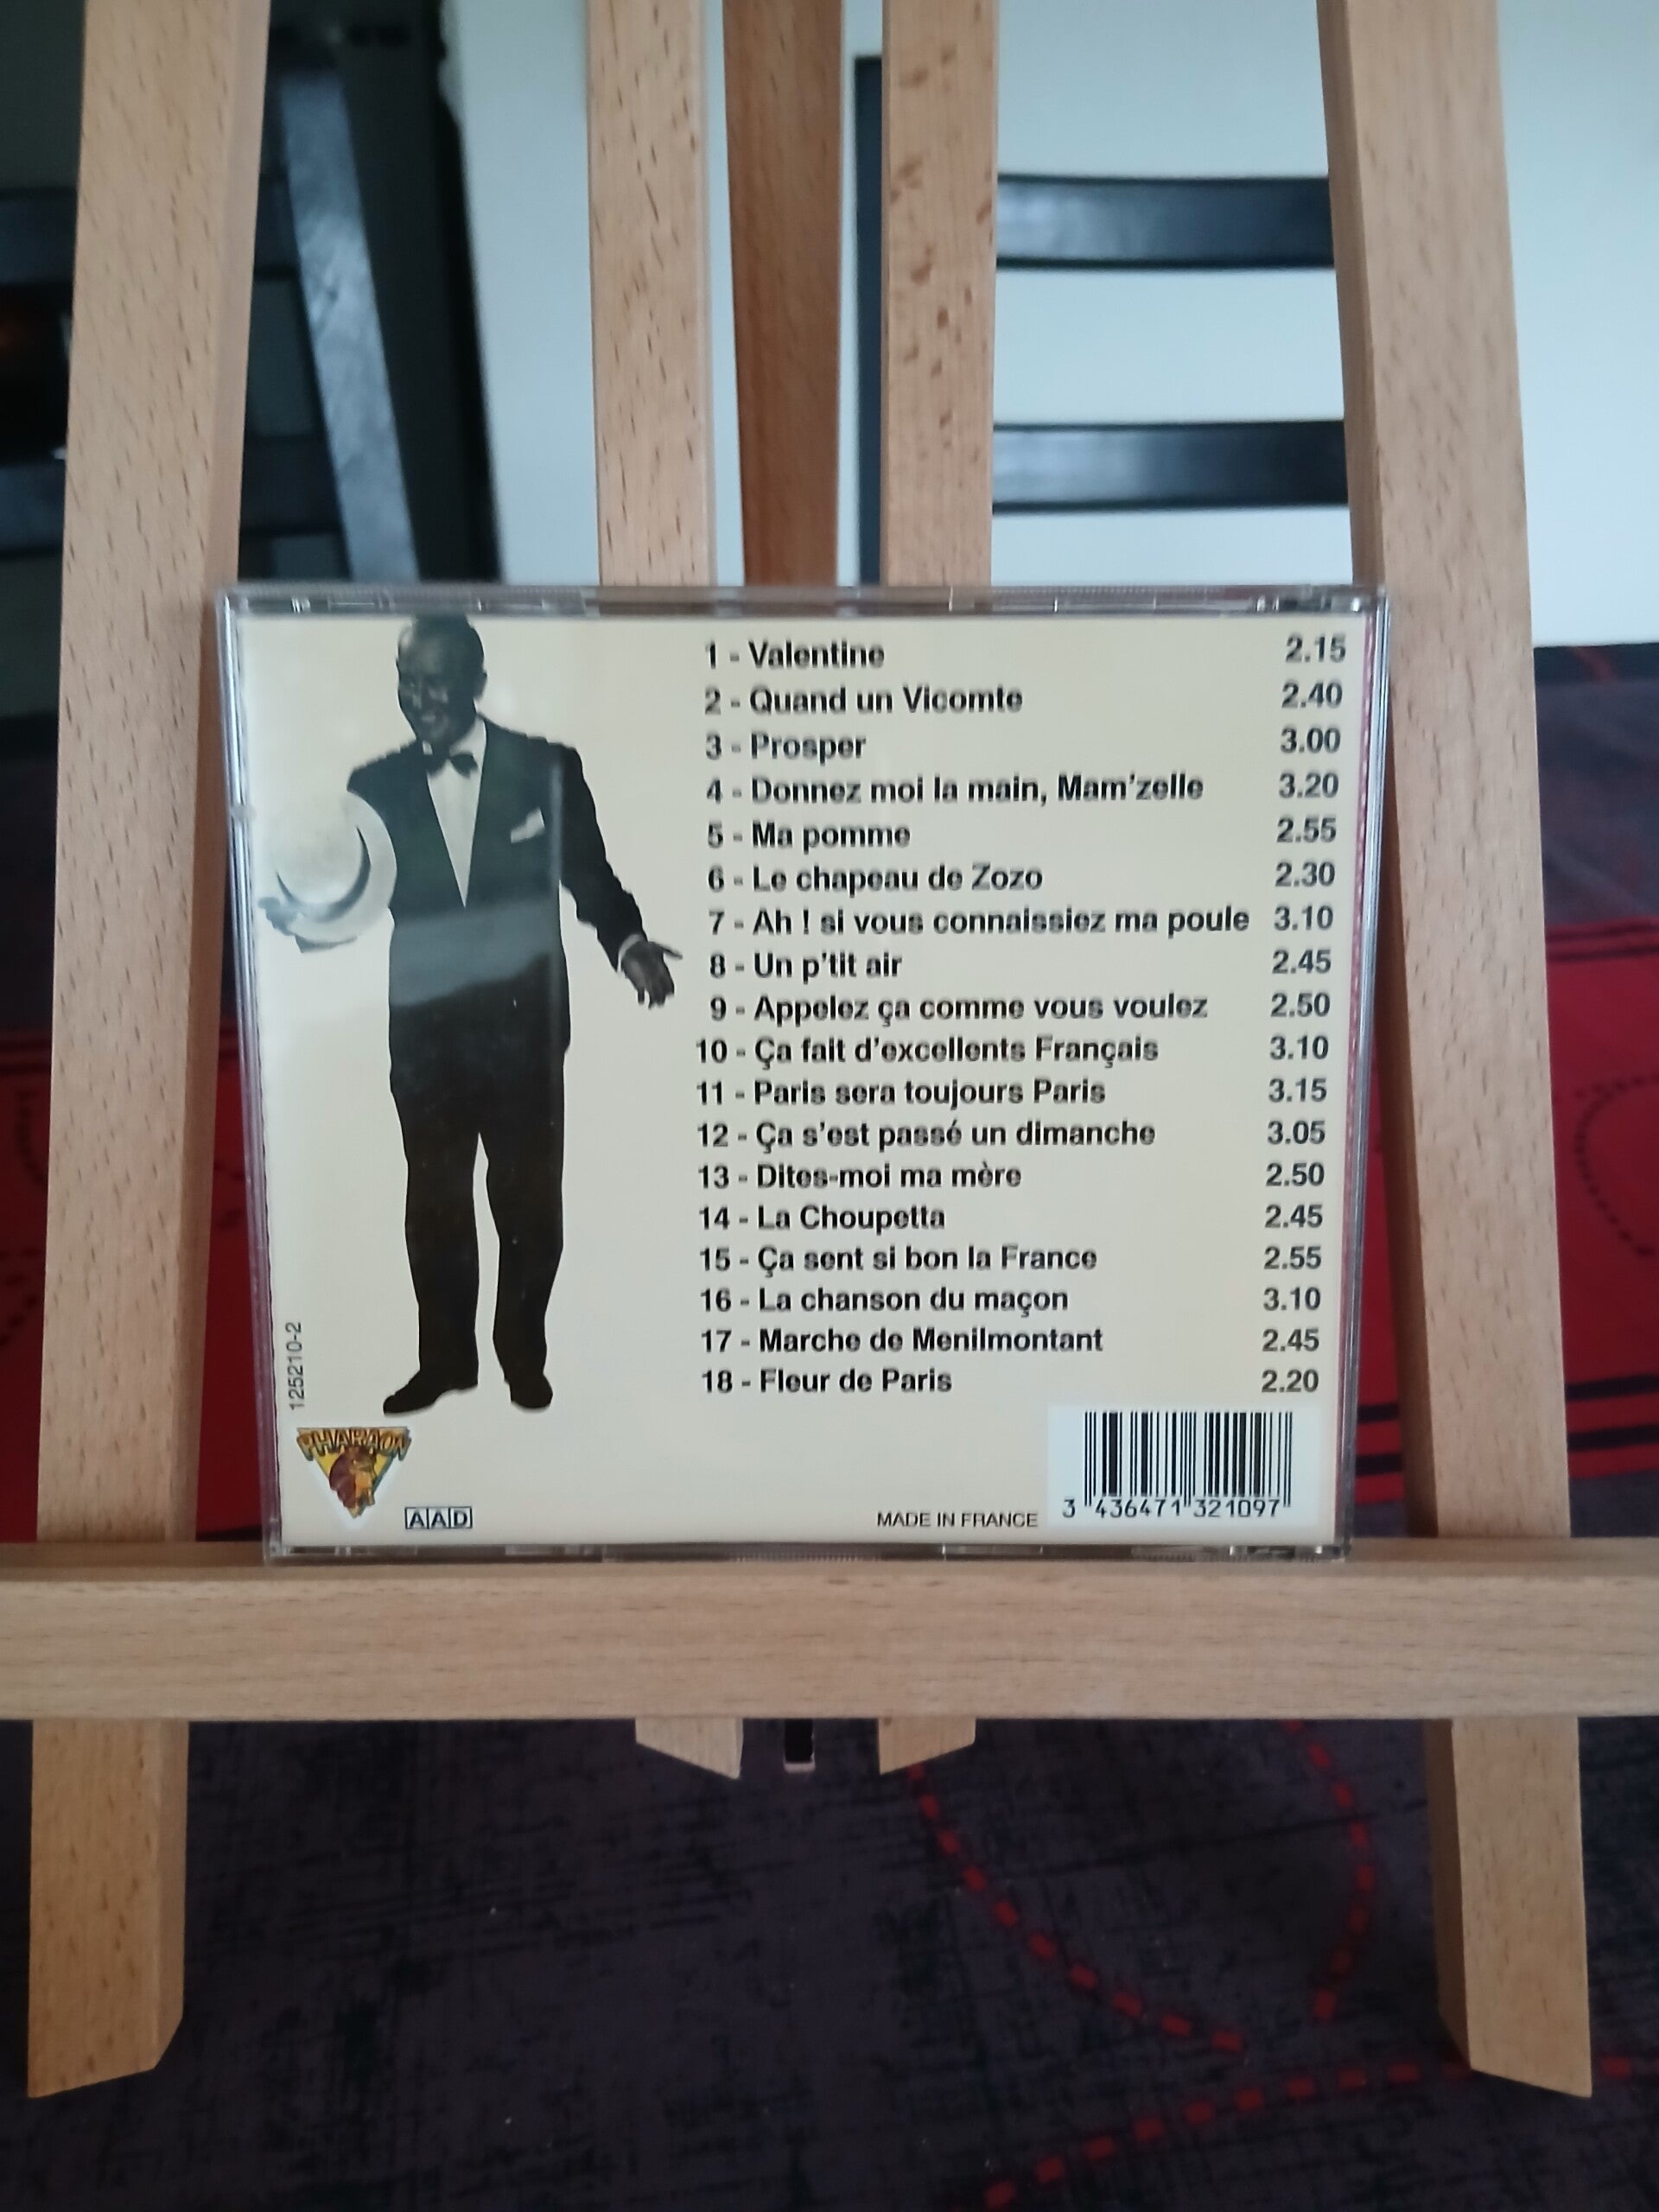 1 - Valentine 2.15
2 - Quand un Vicomte 2.40
3 - Prosper 3.00
4 - Donnez moi la main, Mam'zelle 3.20
5 - Ma pomme 2.55
6 - Le chapeau de Zozo 2.30
7 - Ah ! si vous connaissiez ma poule 3.10
8 - Un p'tit air 2.45
9 - Appelez ça comme vous voulez 2.50
10 - Ça fait d'excellents Français 3.10
11 - Paris sera toujours Paris 3.15
12 - Ça s'est passé un dimanche 3.05
13 - Dites-moi ma mère 2.50
14 - La Choupetta 2.45
15 - Ça sent si bon la France 2.55
16 - La chanson du maçon 3.10
17 - Marche de Menilmontant 2.45
18 - Fleur de Paris 2.20
125210-2
PHARAON
AAD
MADE IN FRANCE
3 436471 321097